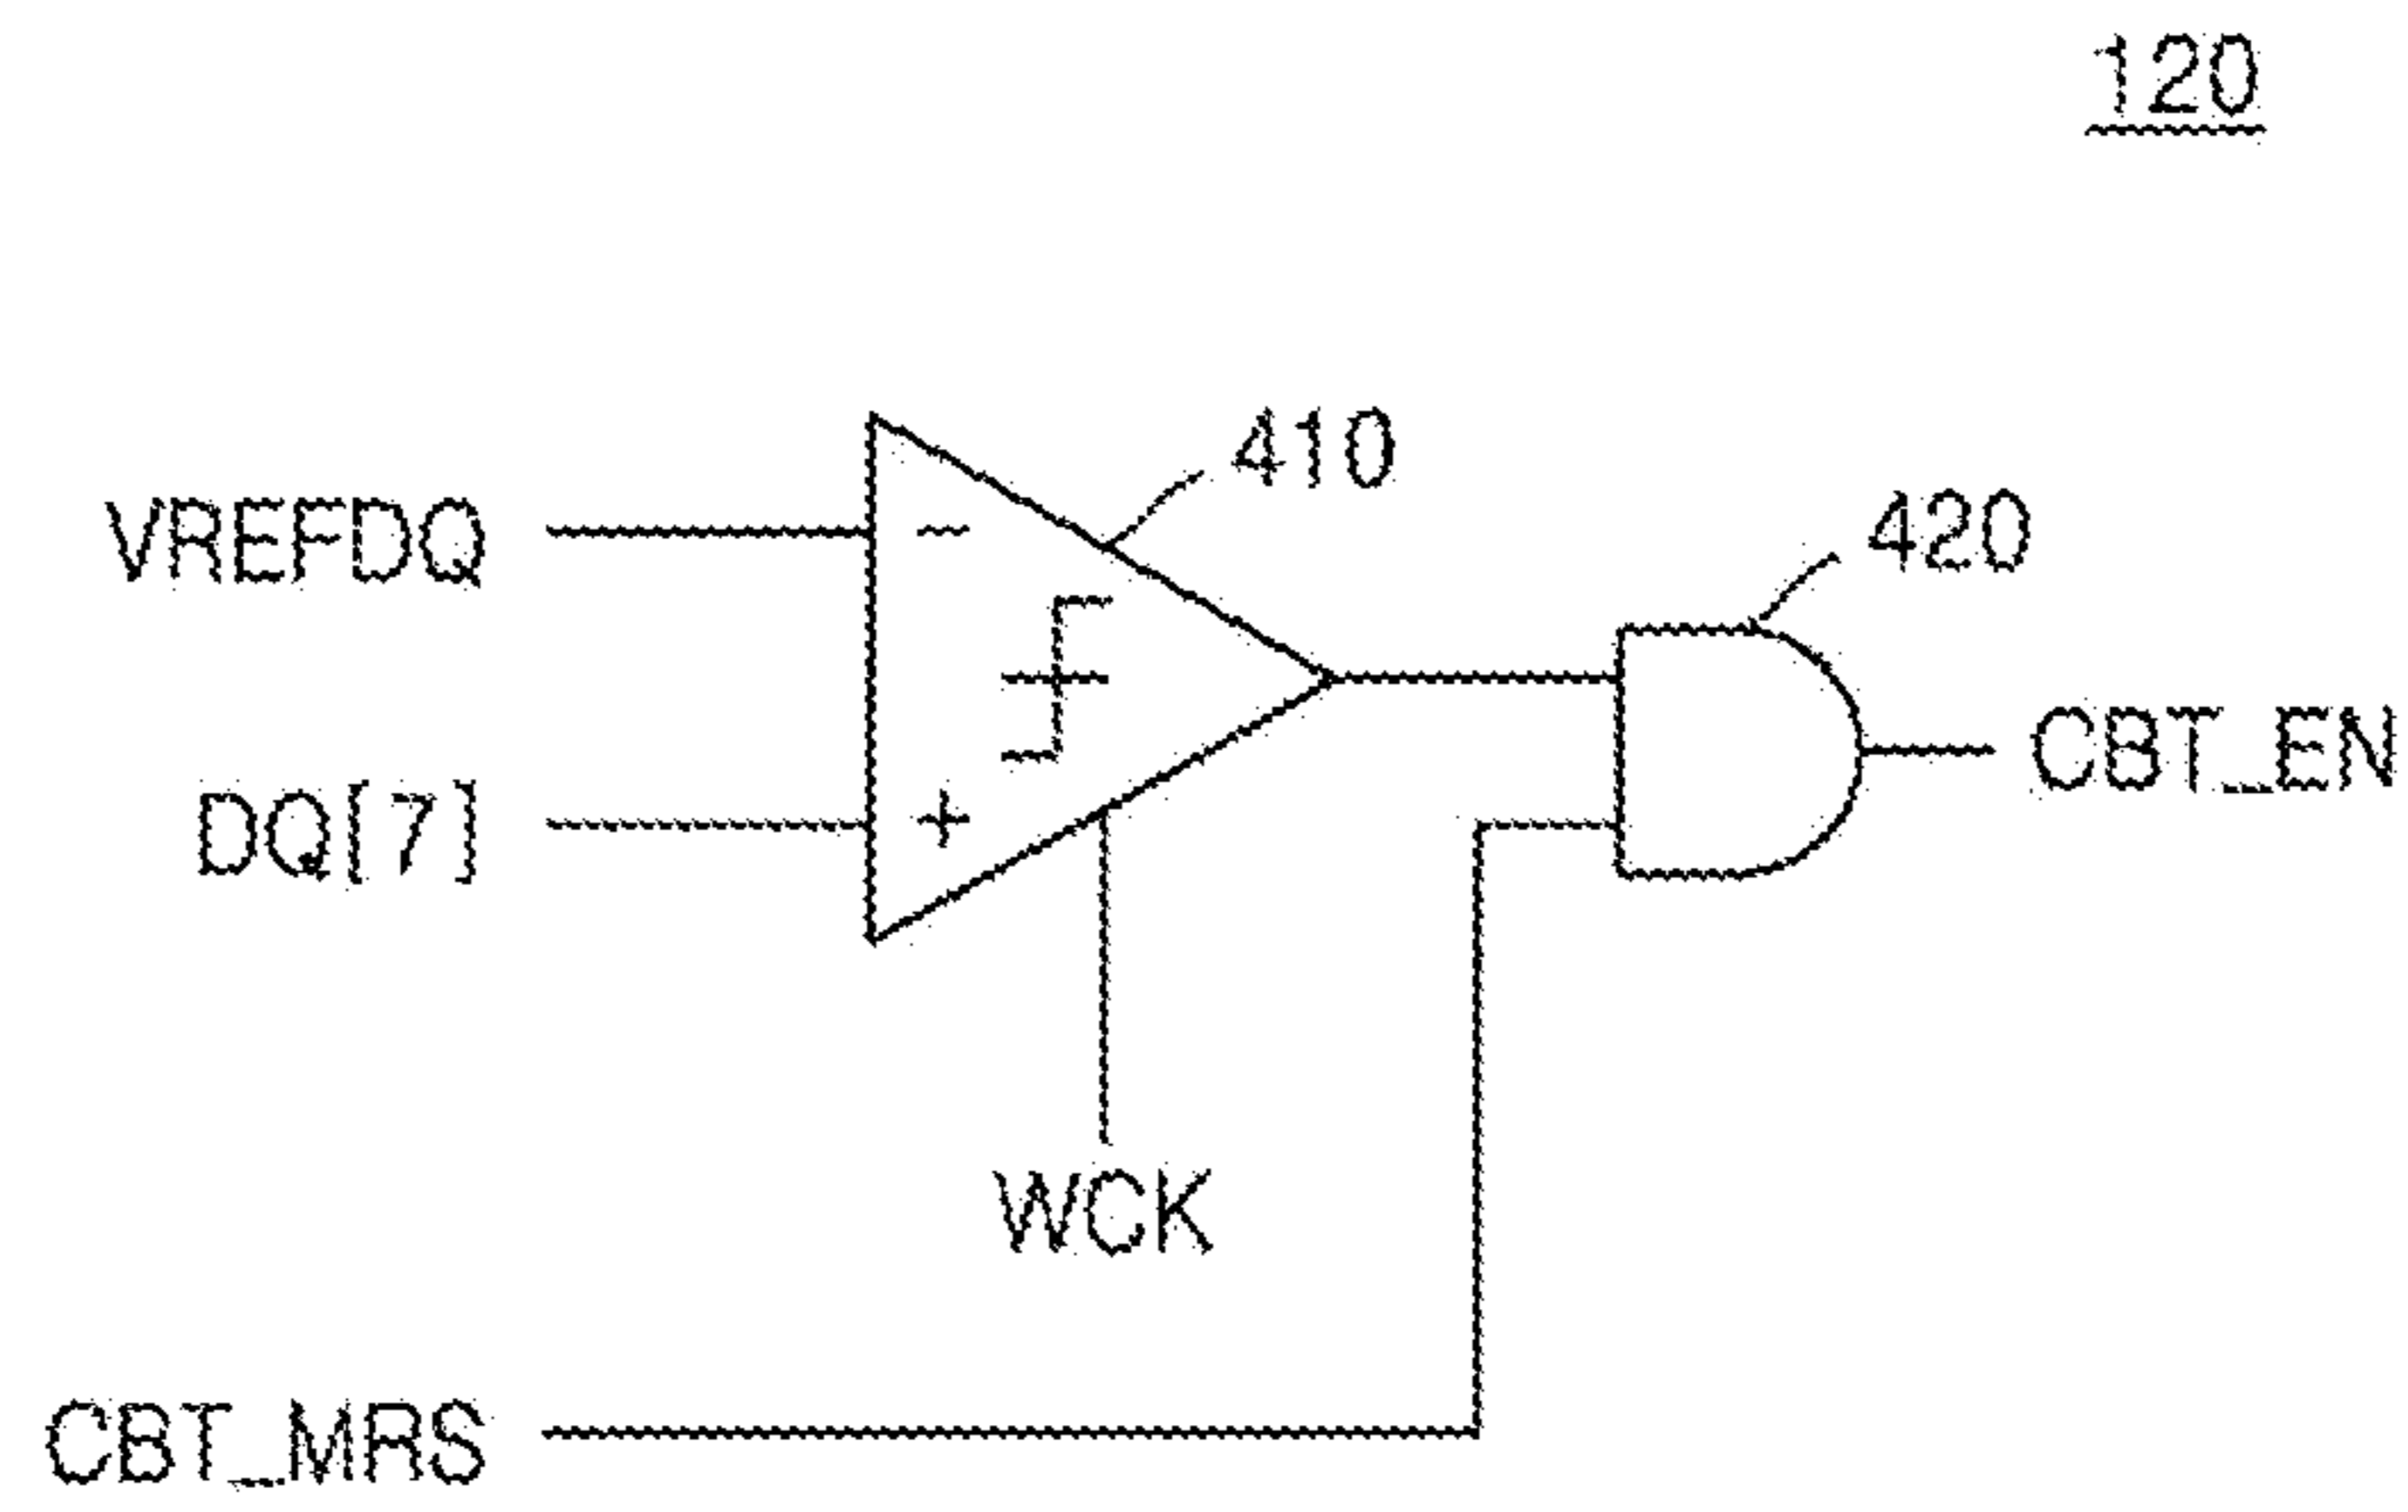 120
410
420
VREFDQ
-
CBT_EN
DQ[7]
+
WCK
CBT_MRS